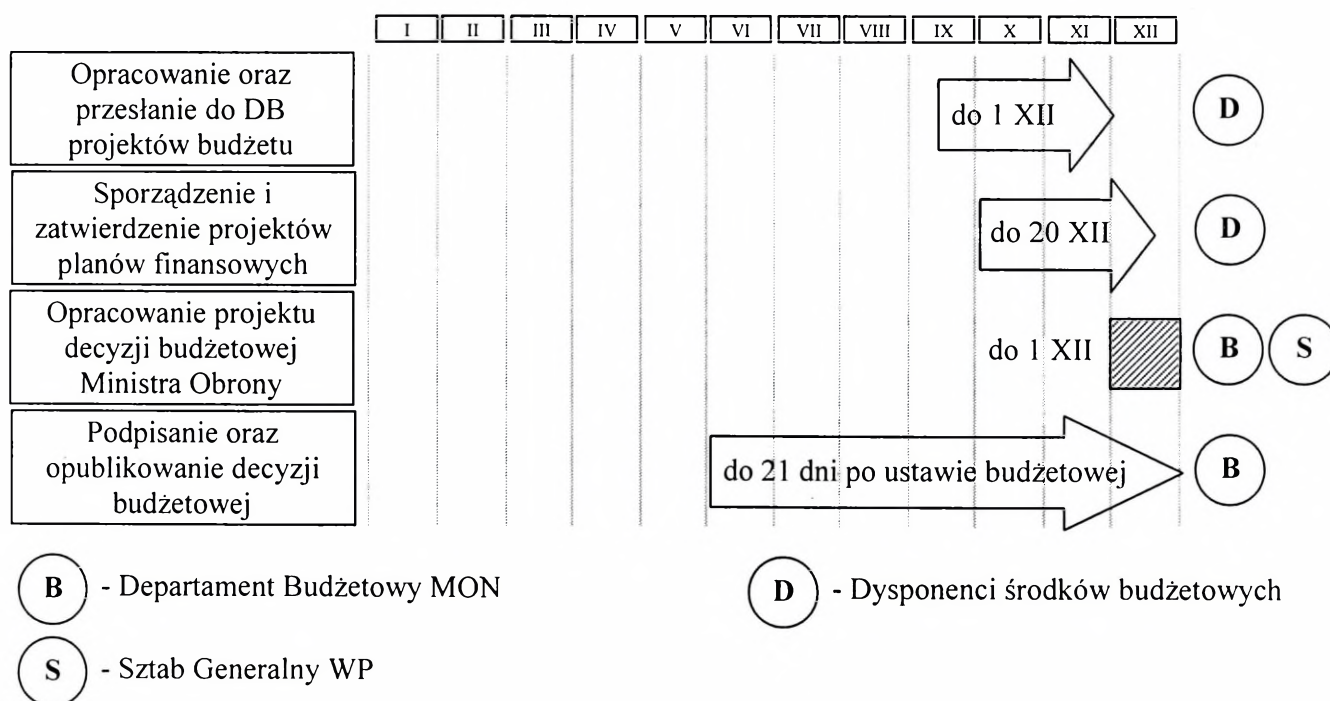 I II III IV V VI VII VIII IX X XI XII
Opracowanie oraz
przesłanie do DB
projektów budżetu
do 1 XII
D
Sporządzenie i
zatwierdzenie projektów
planów finansowych
do 20 XII
D
Opracowanie projektu
decyzji budżetowej
Ministra Obrony
do 1 XII
B S
Podpisanie oraz
opublikowanie decyzji
budżetowej
do 21 dni po ustawie budżetowej
B
B - Departament Budżetowy MON
D - Dysponenci środków budżetowych
S - Sztab Generalny WP